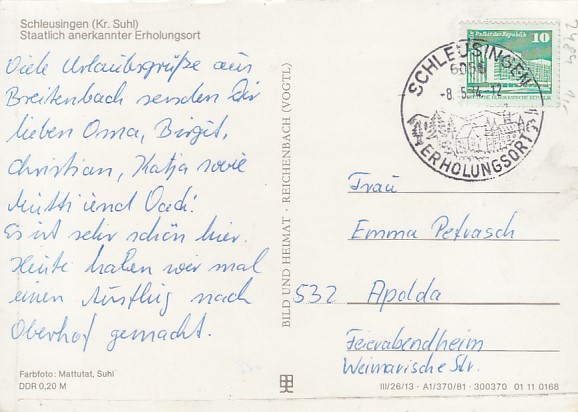 Schleusingen (Kr. Suhl)
Staatlich anerkannter Erholungsort
Viele Urlaubsgrüße aus
Breitenbach senden Dir
lieben Oma, Birgit,
Christian, Katja sowie
Mutti und Vati.
Es ist sehr schön hier.
Heute haben wir mal
einen Ausflug nach
Oberhof gemacht.
Farbfoto: Mattutat, Suhl
DDR 0,20 M
BILD UND HEIMAT · REICHENBACH (VOGTL)
Palast der Republik 10
SCHLEUSINGEN
ERHOLUNGSORT
Frau
Emma Petrasch
532 Apolda
Feierabendheim
Weimarische Str.
III/26/13 · A1/370/81 · 300370 01 11 0168